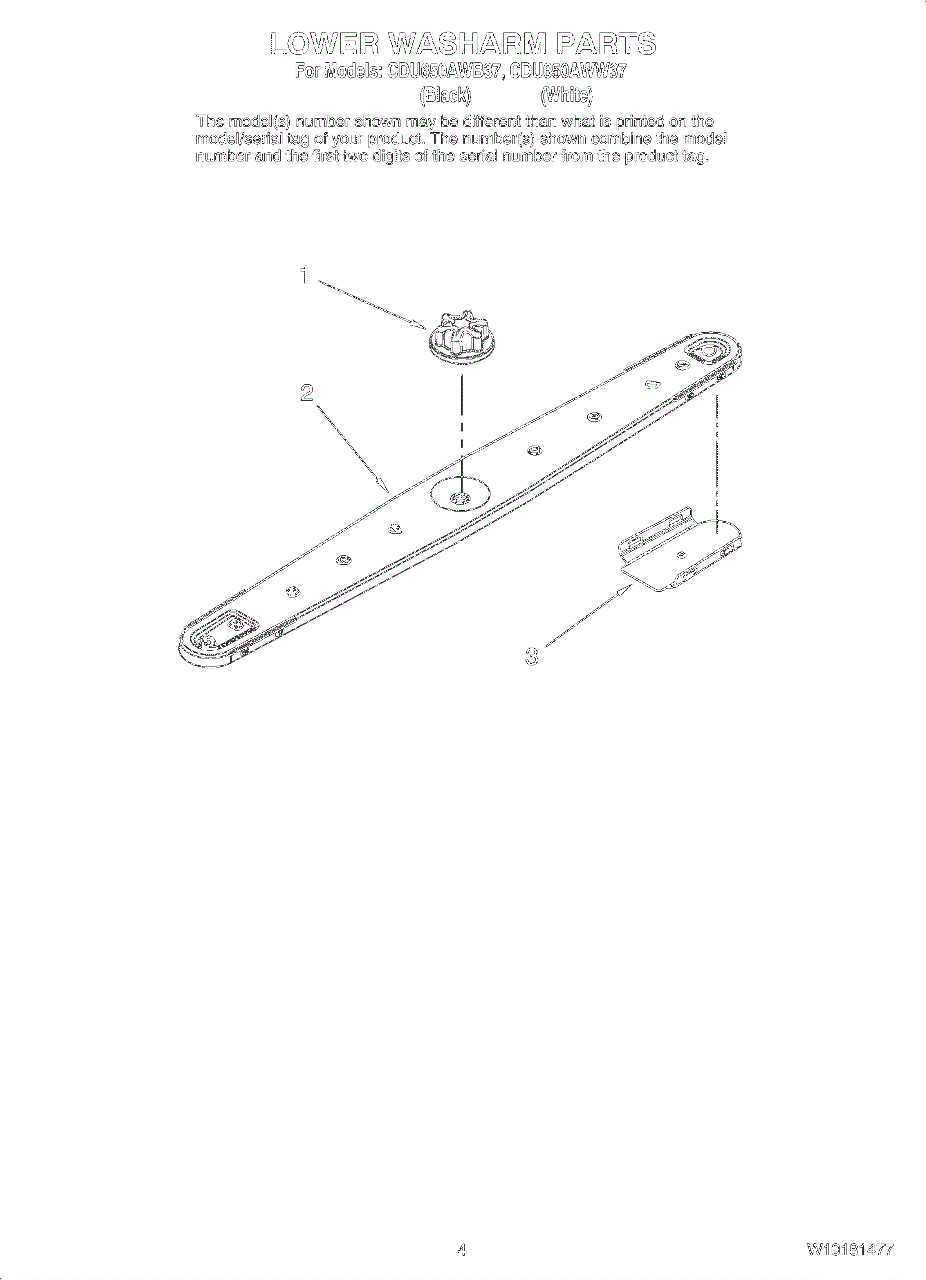 LOWER WASHARM PARTS
For Models: CDU650AWB37, CDU650AWW37
(Black) (White)
The model(s) number shown may be different than what is printed on the
model/serial tag of your product. The number(s) shown combine the model
number and the first two digits of the serial number from the product tag.
1
2
3
4 W10181477